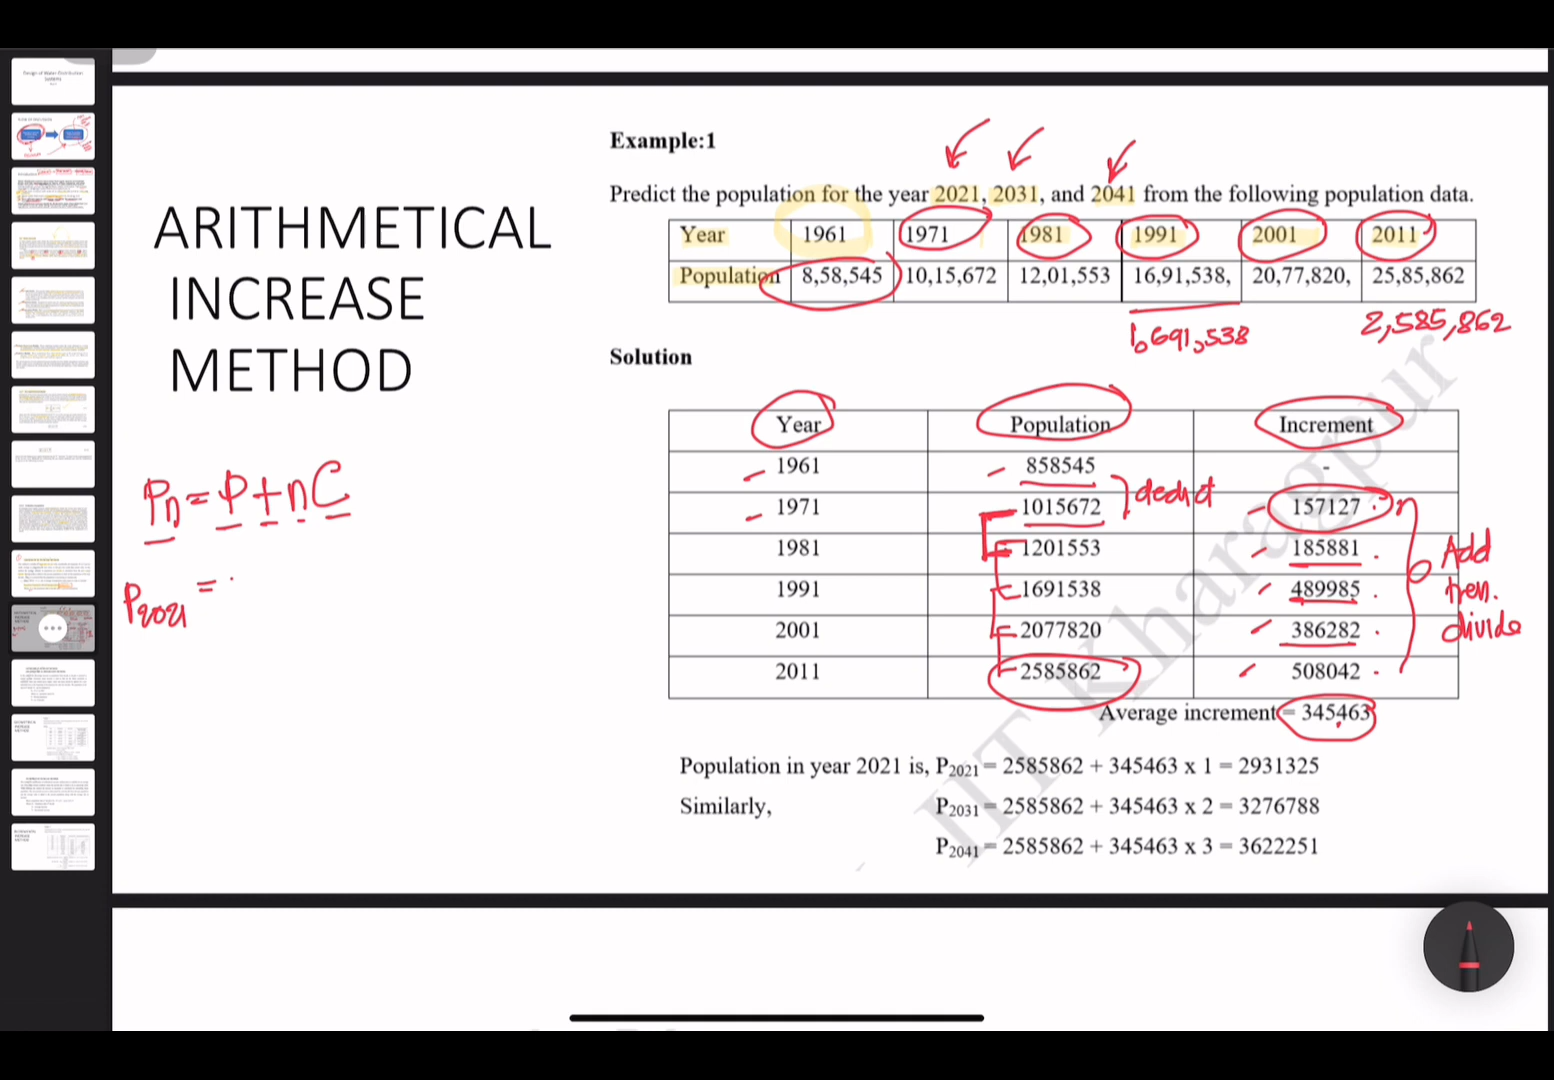 Example:1
Predict the population for the year 2021, 2031, and 2041 from the following population data.
Year 1961 1971 1981 1991 2001 2011
Population 8,58,545 10,15,672 12,01,553 16,91,538, 20,77,820, 25,85,862
1,691,538 2,585,862
ARITHMETICAL
INCREASE
METHOD
Solution
Year Population Increment
1961 858545 -
1971 1015672 157127
1981 1201553 185881
1991 1691538 489985
2001 2077820 386282
2011 2585862 508042
deduct
Add
then.
divide
Average increment = 345463
Pn = P + nC
P2021 =
Population in year 2021 is, P2021 = 2585862 + 345463 x 1 = 2931325
Similarly, P2031 = 2585862 + 345463 x 2 = 3276788
P2041 = 2585862 + 345463 x 3 = 3622251
IIT Kharagpur